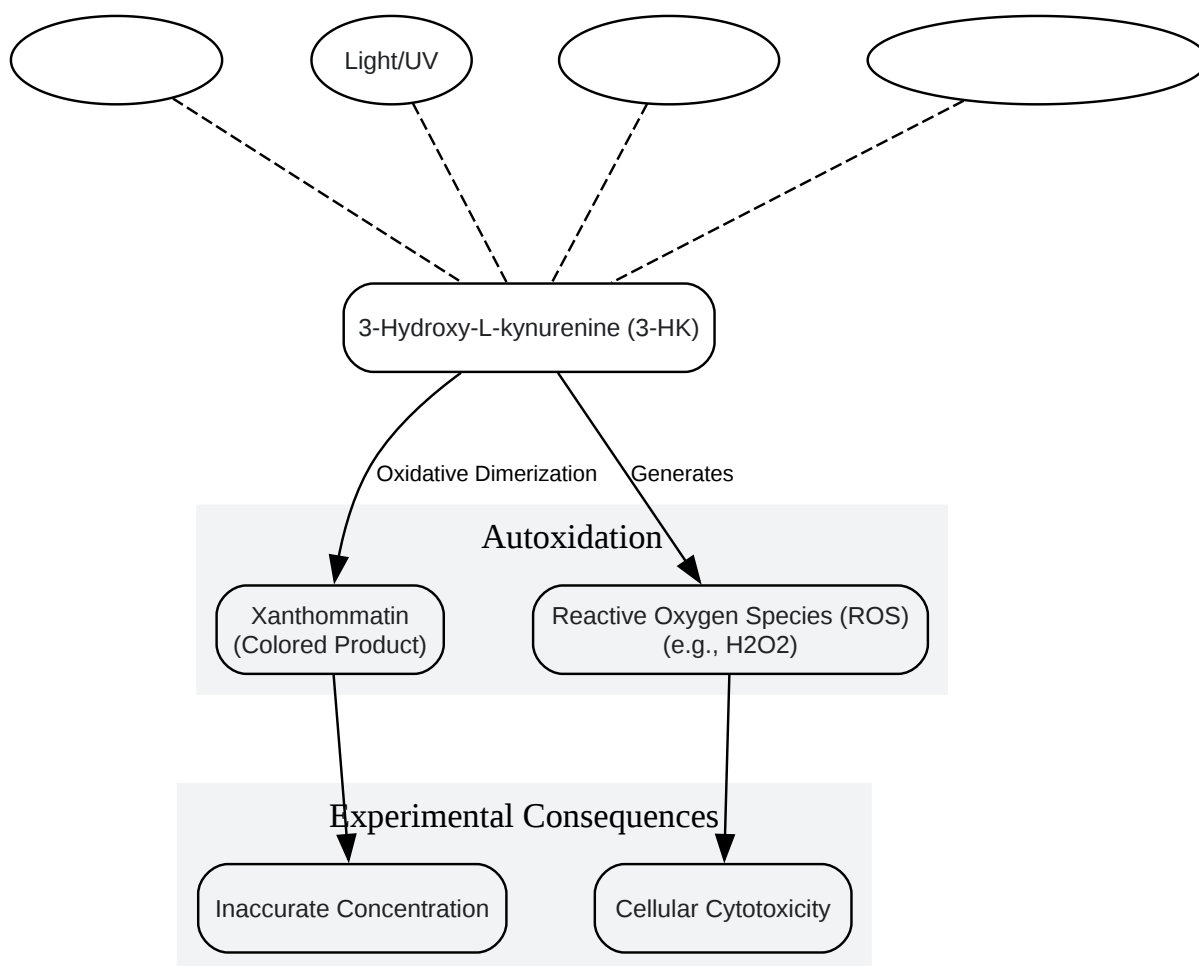 Light/UV
3-Hydroxy-L-kynurenine (3-HK)
Oxidative Dimerization
Generates
Autoxidation
Xanthommatin
(Colored Product)
Reactive Oxygen Species (ROS)
(e.g., H2O2)
Experimental Consequences
Inaccurate Concentration
Cellular Cytotoxicity